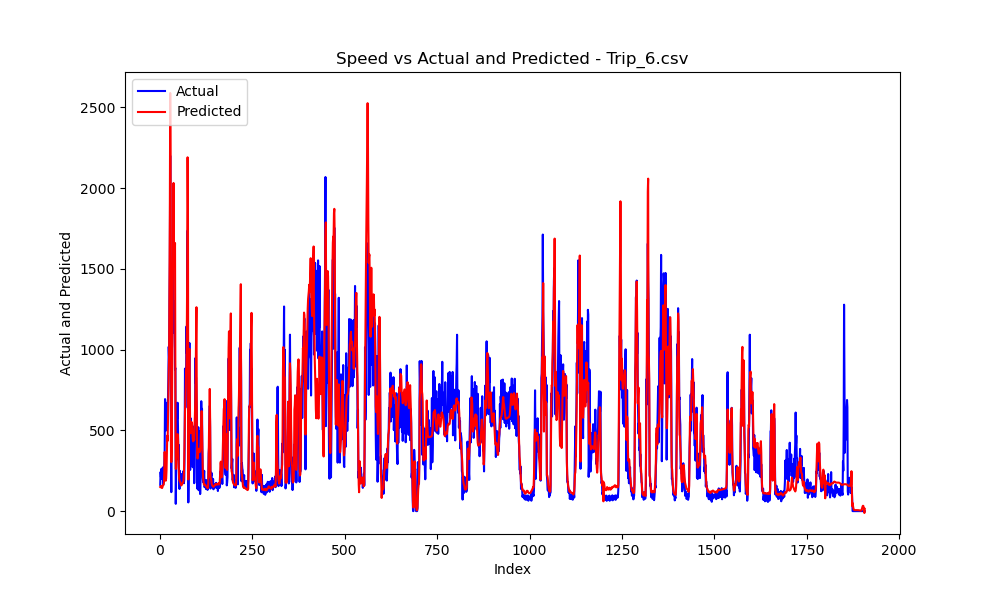 Speed vs Actual and Predicted - Trip_6.csv
Actual
Predicted
Actual and Predicted
2500
2000
1500
1000
500
0
0 250 500 750 1000 1250 1500 1750 2000
Index